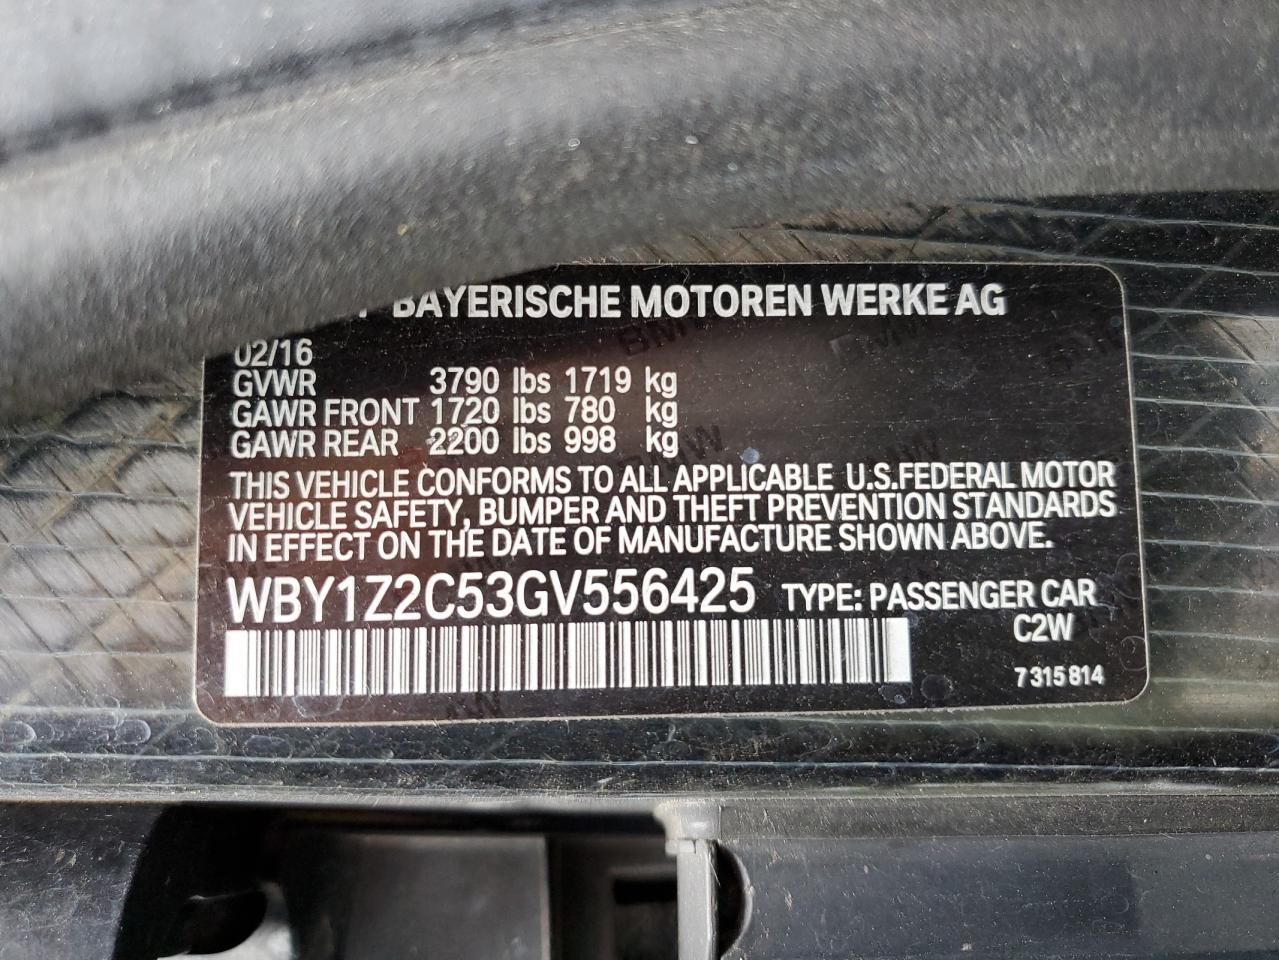 BAYERISCHE MOTOREN WERKE AG
02/16
GVWR 3790 lbs 1719 kg
GAWR FRONT 1720 lbs 780 kg
GAWR REAR 2200 lbs 998 kg
THIS VEHICLE CONFORMS TO ALL APPLICABLE U.S.FEDERAL MOTOR
VEHICLE SAFETY, BUMPER AND THEFT PREVENTION STANDARDS
IN EFFECT ON THE DATE OF MANUFACTURE SHOWN ABOVE.
WBY1Z2C53GV556425 TYPE: PASSENGER CAR
C2W
7 315 814